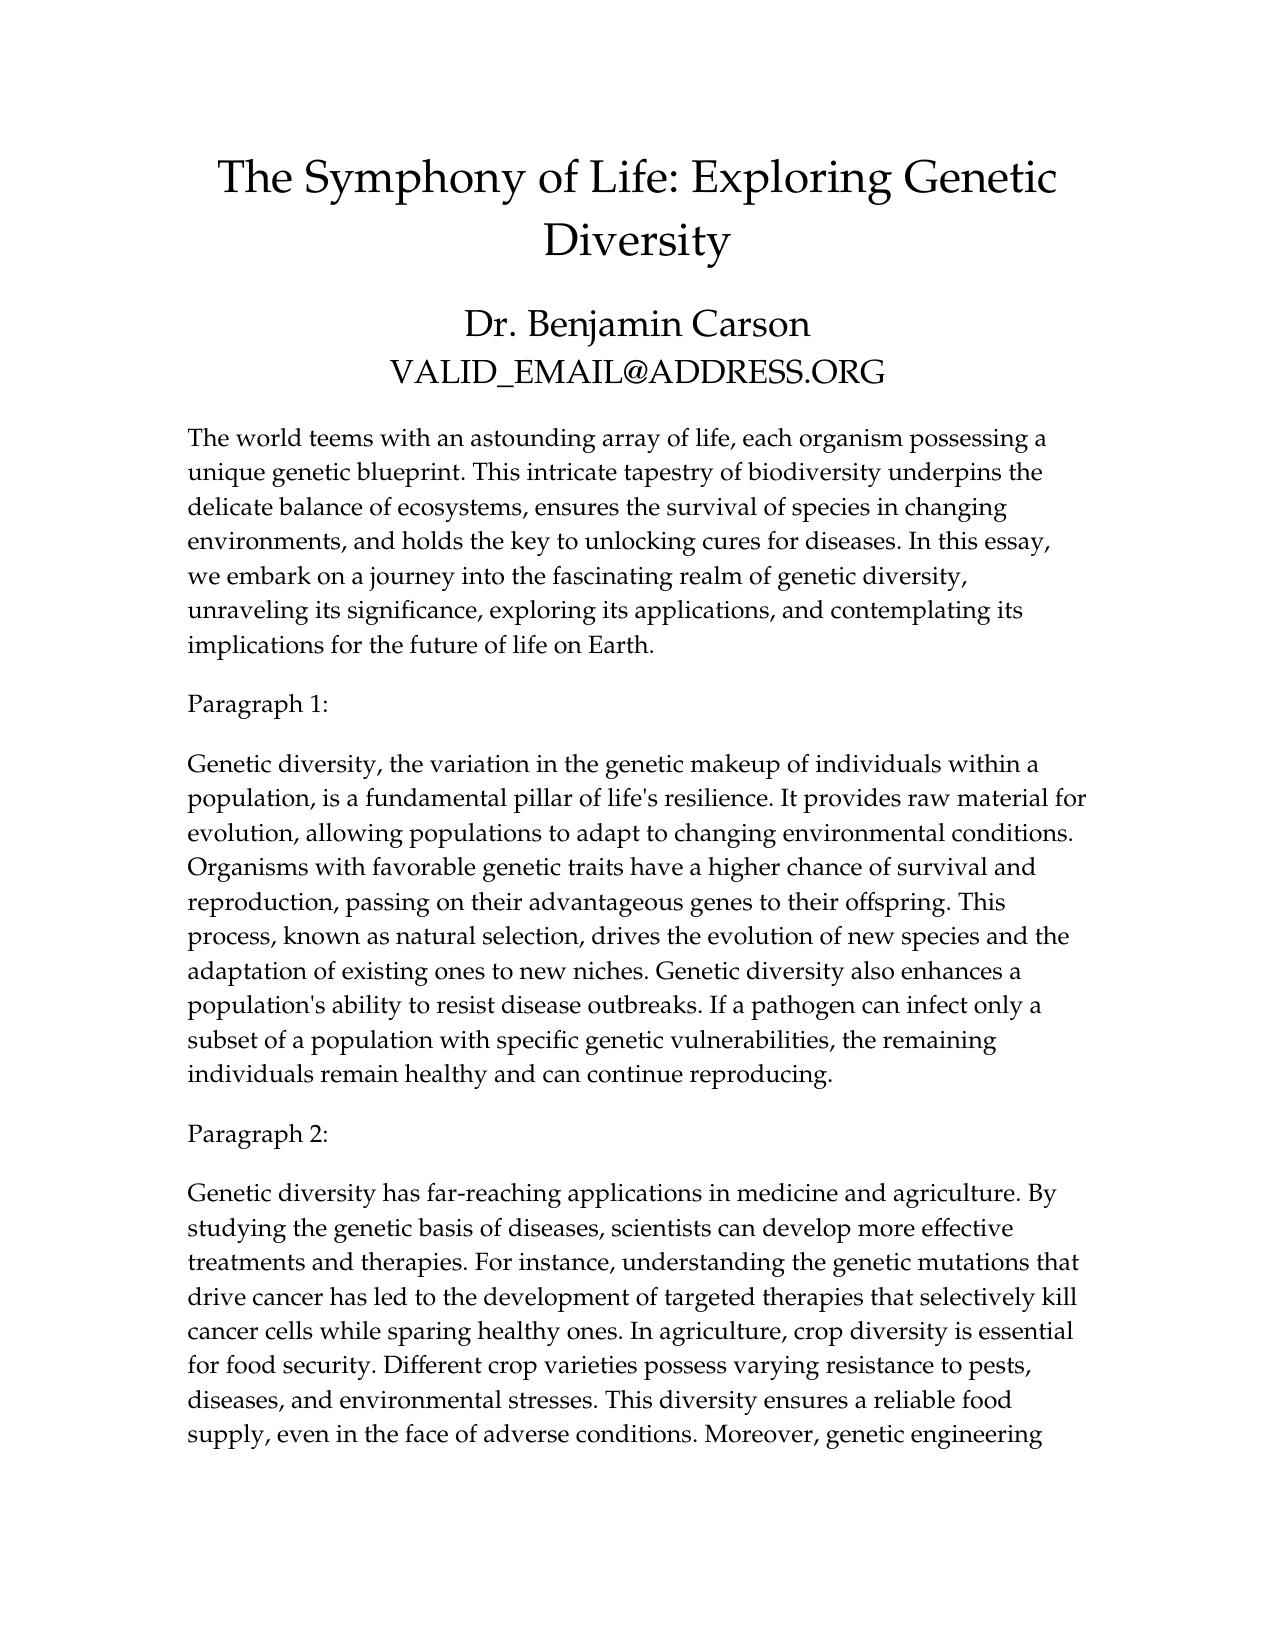 The Symphony of Life: Exploring Genetic
Diversity
Dr. Benjamin Carson
VALID_EMAIL@ADDRESS.ORG
The world teems with an astounding array of life, each organism possessing a
unique genetic blueprint. This intricate tapestry of biodiversity underpins the
delicate balance of ecosystems, ensures the survival of species in changing
environments, and holds the key to unlocking cures for diseases. In this essay,
we embark on a journey into the fascinating realm of genetic diversity,
unraveling its significance, exploring its applications, and contemplating its
implications for the future of life on Earth.
Paragraph 1:
Genetic diversity, the variation in the genetic makeup of individuals within a
population, is a fundamental pillar of life's resilience. It provides raw material for
evolution, allowing populations to adapt to changing environmental conditions.
Organisms with favorable genetic traits have a higher chance of survival and
reproduction, passing on their advantageous genes to their offspring. This
process, known as natural selection, drives the evolution of new species and the
adaptation of existing ones to new niches. Genetic diversity also enhances a
population's ability to resist disease outbreaks. If a pathogen can infect only a
subset of a population with specific genetic vulnerabilities, the remaining
individuals remain healthy and can continue reproducing.
Paragraph 2:
Genetic diversity has far-reaching applications in medicine and agriculture. By
studying the genetic basis of diseases, scientists can develop more effective
treatments and therapies. For instance, understanding the genetic mutations that
drive cancer has led to the development of targeted therapies that selectively kill
cancer cells while sparing healthy ones. In agriculture, crop diversity is essential
for food security. Different crop varieties possess varying resistance to pests,
diseases, and environmental stresses. This diversity ensures a reliable food
supply, even in the face of adverse conditions. Moreover, genetic engineering